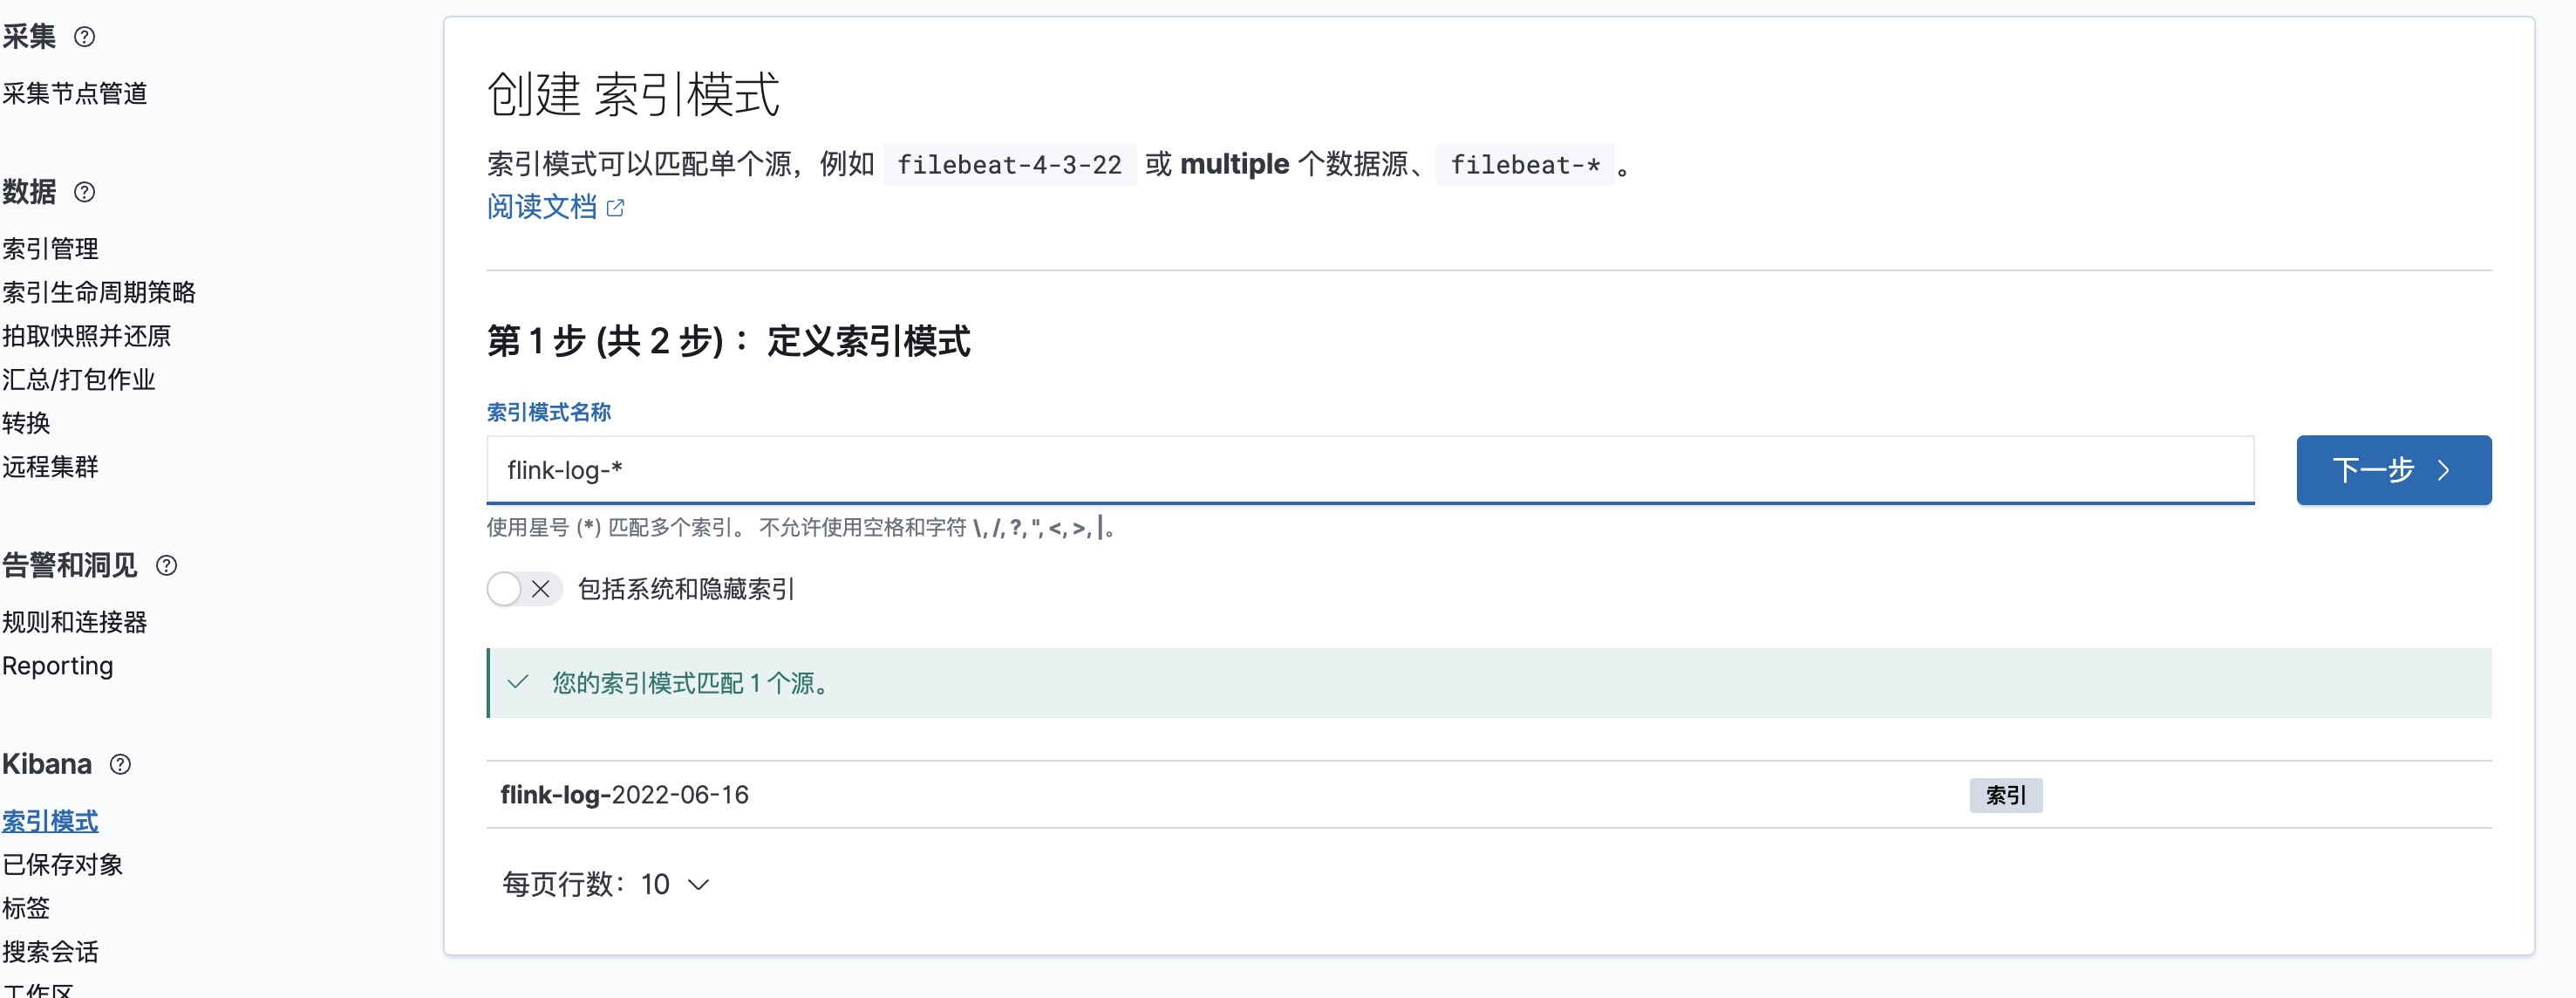 采集
采集节点管道
数据
索引管理
索引生命周期策略
拍取快照并还原
汇总/打包作业
转换
远程集群
告警和洞见
规则和连接器
Reporting
Kibana
索引模式
已保存对象
标签
搜索会话
工作区
创建 索引模式
索引模式可以匹配单个源，例如 filebeat-4-3-22 或 multiple 个数据源、 filebeat-* 。
阅读文档
第 1 步 (共 2 步)： 定义索引模式
索引模式名称
flink-log-*
下一步
使用星号 (*) 匹配多个索引。 不允许使用空格和字符 \, /, ?, ", <, >, |。
包括系统和隐藏索引
您的索引模式匹配 1 个源。
flink-log-2022-06-16 索引
每页行数：10